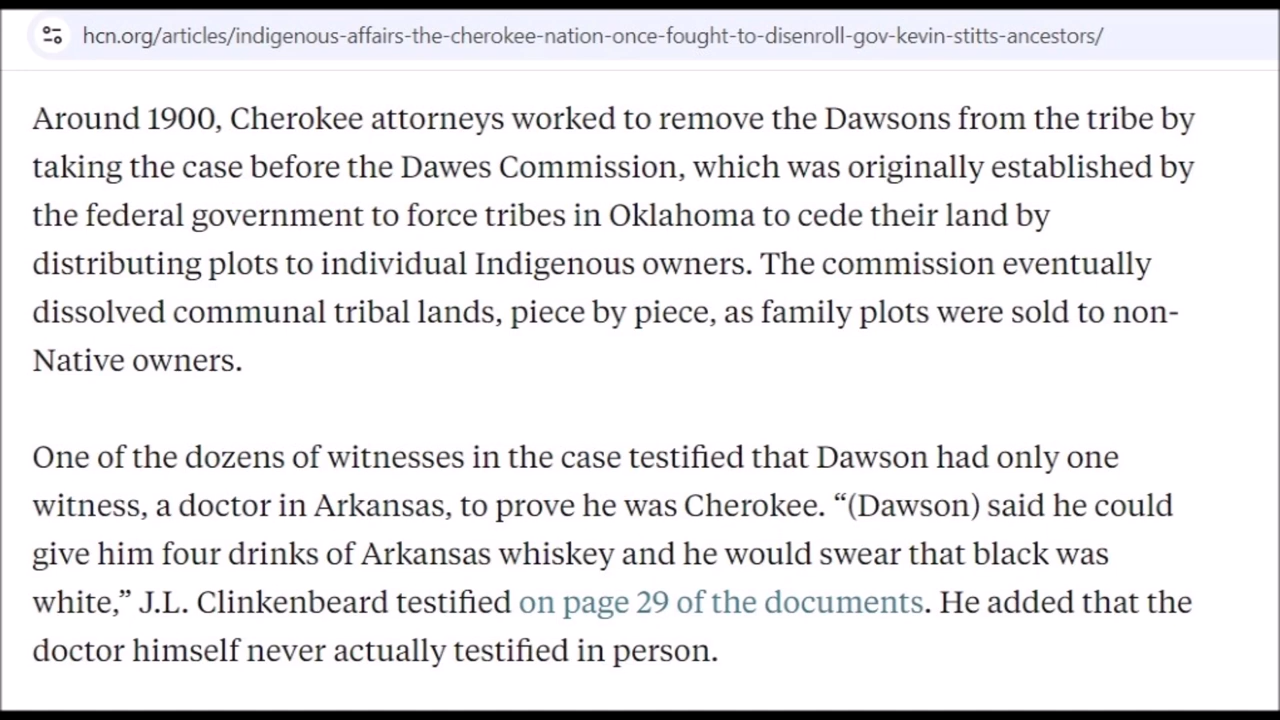 hcn.org/articles/indigenous-affairs-the-cherokee-nation-once-fought-to-disenroll-gov-kevin-stitts-ancestors/
Around 1900, Cherokee attorneys worked to remove the Dawsons from the tribe by
taking the case before the Dawes Commission, which was originally established by
the federal government to force tribes in Oklahoma to cede their land by
distributing plots to individual Indigenous owners. The commission eventually
dissolved communal tribal lands, piece by piece, as family plots were sold to non-
Native owners.
One of the dozens of witnesses in the case testified that Dawson had only one
witness, a doctor in Arkansas, to prove he was Cherokee. “(Dawson) said he could
give him four drinks of Arkansas whiskey and he would swear that black was
white,” J.L. Clinkenbeard testified on page 29 of the documents. He added that the
doctor himself never actually testified in person.